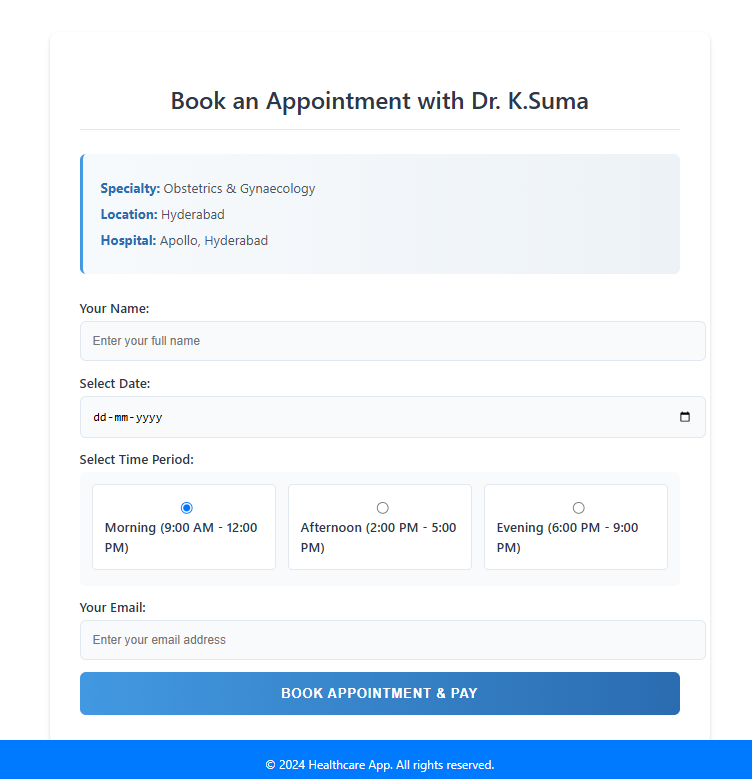 Book an Appointment with Dr. K.Suma
Specialty: Obstetrics & Gynaecology
Location: Hyderabad
Hospital: Apollo, Hyderabad
Your Name:
Enter your full name
Select Date:
dd-mm-yyyy
Select Time Period:
Morning (9:00 AM - 12:00
PM)
Afternoon (2:00 PM - 5:00
PM)
Evening (6:00 PM - 9:00
PM)
Your Email:
Enter your email address
BOOK APPOINTMENT & PAY
© 2024 Healthcare App. All rights reserved.